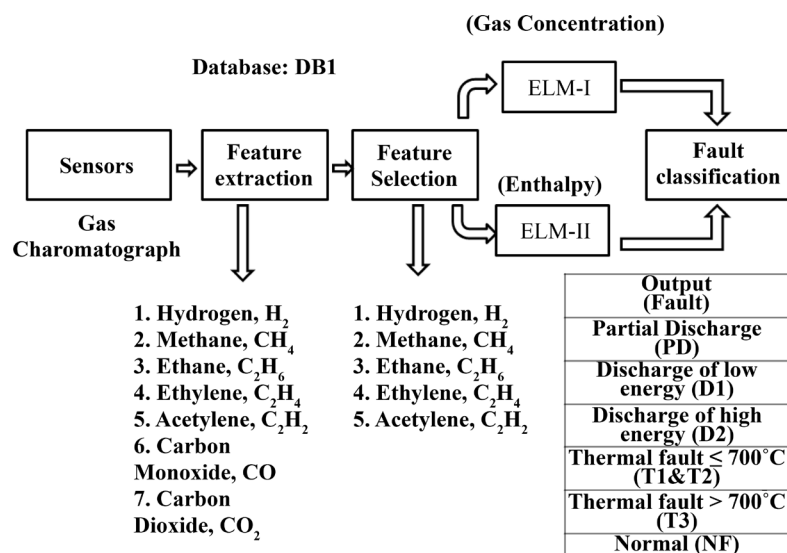 (Gas Concentration)
Database: DB1
ELM-I
Sensors
Feature
extraction
Feature
Selection
Fault
classification
(Enthalpy)
ELM-II
Gas
Charomatograph
1. Hydrogen, H₂
2. Methane, CH₄
3. Ethane, C₂H₆
4. Ethylene, C₂H₄
5. Acetylene, C₂H₂
6. Carbon
Monoxide, CO
7. Carbon
Dioxide, CO₂
1. Hydrogen, H₂
2. Methane, CH₄
3. Ethane, C₂H₆
4. Ethylene, C₂H₄
5. Acetylene, C₂H₂
Output
(Fault)
Partial Discharge
(PD)
Discharge of low
energy (D1)
Discharge of high
energy (D2)
Thermal fault ≤ 700˚C
(T1&T2)
Thermal fault > 700˚C
(T3)
Normal (NF)